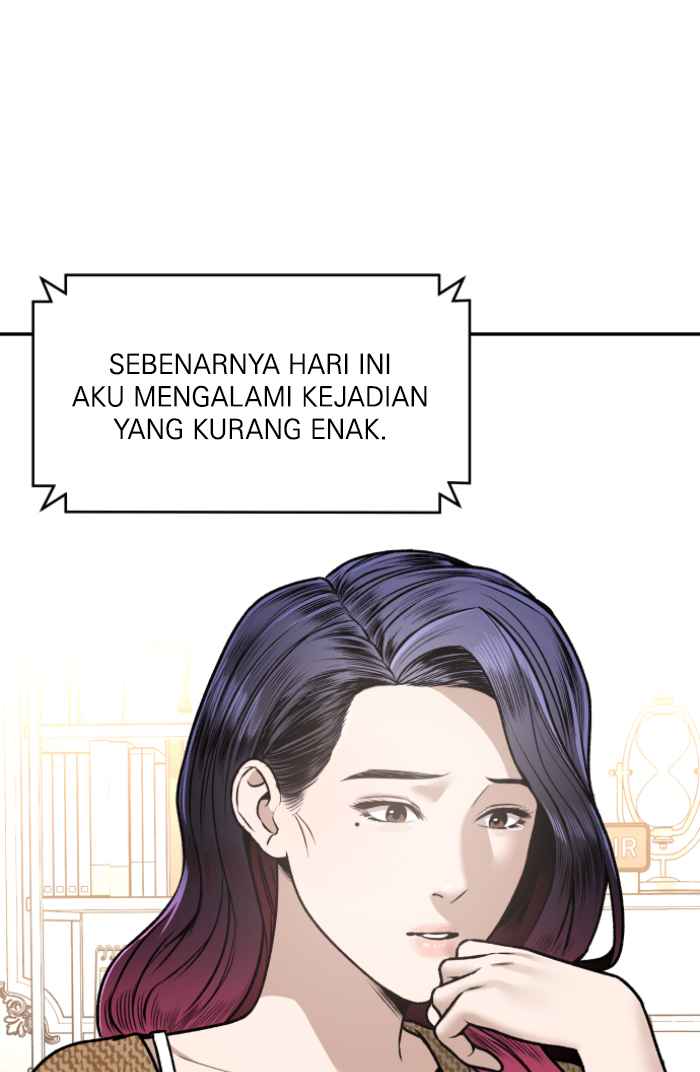 SEBENARNYA HARI INI
AKU MENGALAMI KEJADIAN
YANG KURANG ENAK.